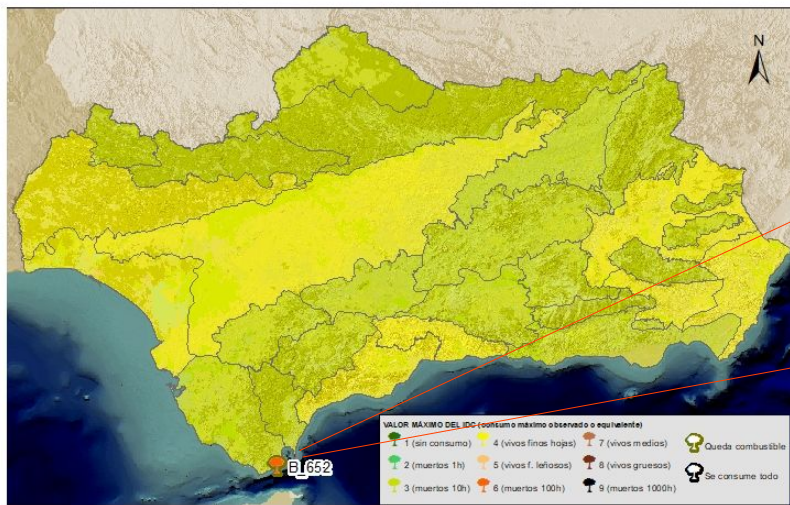 N
B_652
VALOR MÁXIMO DEL IDC (consumo máximo observado o equivalente)
1 (sin consumo)
4 (vivos finos hojas)
7 (vivos medios)
Queda combustible
2 (muertos 1h)
5 (vivos f. leñosos)
8 (vivos gruesos)
Se consume todo
3 (muertos 10h)
6 (muertos 100h)
9 (muertos 1000h)